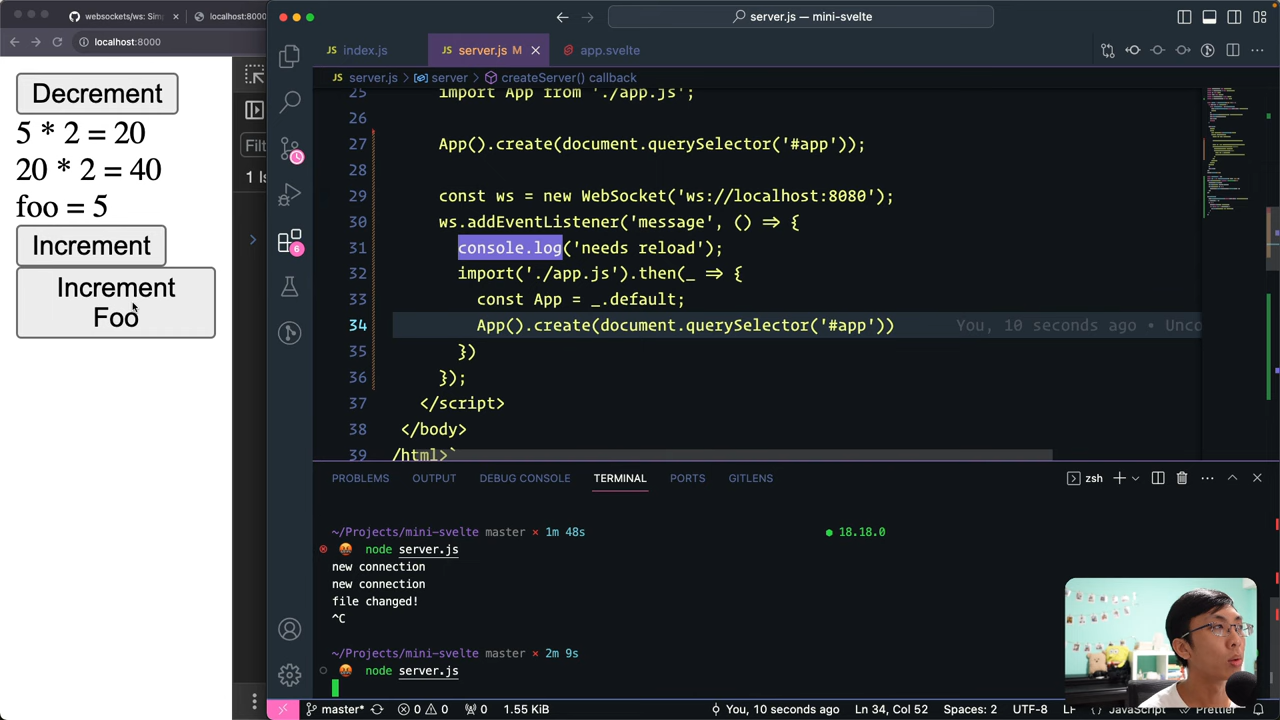 websockets/ws: Sim
localhost:8000
localhost:8000
Decrement
5 * 2 = 20
20 * 2 = 40
foo = 5
Increment
Increment
Foo
Filt
1 Is
server.js — mini-svelte
JS index.js
JS server.js M
app.svelte
JS server.js > server > createServer() callback
25 import App from './app.js';
26
27 App().create(document.querySelector('#app'));
28
29 const ws = new WebSocket('ws://localhost:8080');
30 ws.addEventListener('message', () => {
31 console.log('needs reload');
32 import('./app.js').then(_ => {
33 const App = _.default;
34 App().create(document.querySelector('#app')) You, 10 seconds ago • Unco
35 })
36 });
37 </script>
38 </body>
39 /html>`
6
PROBLEMS OUTPUT DEBUG CONSOLE TERMINAL PORTS GITLENS
zsh
~/Projects/mini-svelte master × 1m 48s
18.18.0
node server.js
new connection
new connection
file changed!
^C
~/Projects/mini-svelte master × 2m 9s
node server.js
master* 0 0 0 1.55 KiB You, 10 seconds ago Ln 34, Col 52 Spaces: 2 UTF-8 LF JavaScript Prettier